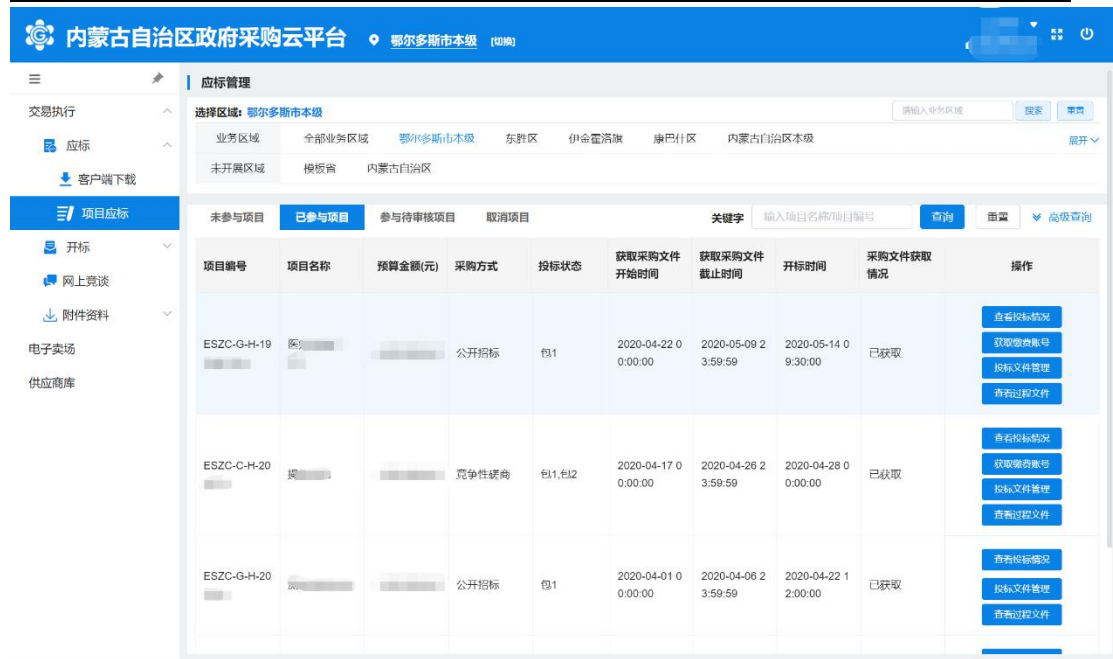 内蒙古自治区政府采购云平台 鄂尔多斯市本级 [切换]
应标管理
交易执行
应标
客户端下载
项目应标
开标
网上竞谈
附件资料
电子卖场
供应商库
选择区域: 鄂尔多斯市本级 请输入业务区域 搜索 重置
业务区域 全部业务区域 鄂尔多斯市本级 东胜区 伊金霍洛旗 康巴什区 内蒙古自治区本级 展开
未开展区域 模板省 内蒙古自治区
未参与项目 已参与项目 参与待审核项目 取消项目 关键字 输入项目名称/项目编号 查询 重置 高级查询
项目编号 项目名称 预算金额(元) 采购方式 投标状态 获取采购文件开始时间 获取采购文件截止时间 开标时间 采购文件获取情况 操作
ESZC-G-H-19 公开招标 包1 2020-04-22 00:00:00 2020-05-09 23:59:59 2020-05-14 09:30:00 已获取
查看投标情况
获取缴费账号
投标文件管理
查看过程文件
ESZC-C-H-20 竞争性磋商 包1,包2 2020-04-17 00:00:00 2020-04-26 23:59:59 2020-04-28 00:00:00 已获取
查看投标情况
获取缴费账号
投标文件管理
查看过程文件
ESZC-G-H-20 公开招标 包1 2020-04-01 00:00:00 2020-04-06 23:59:59 2020-04-22 12:00:00 已获取
查看投标情况
投标文件管理
查看过程文件